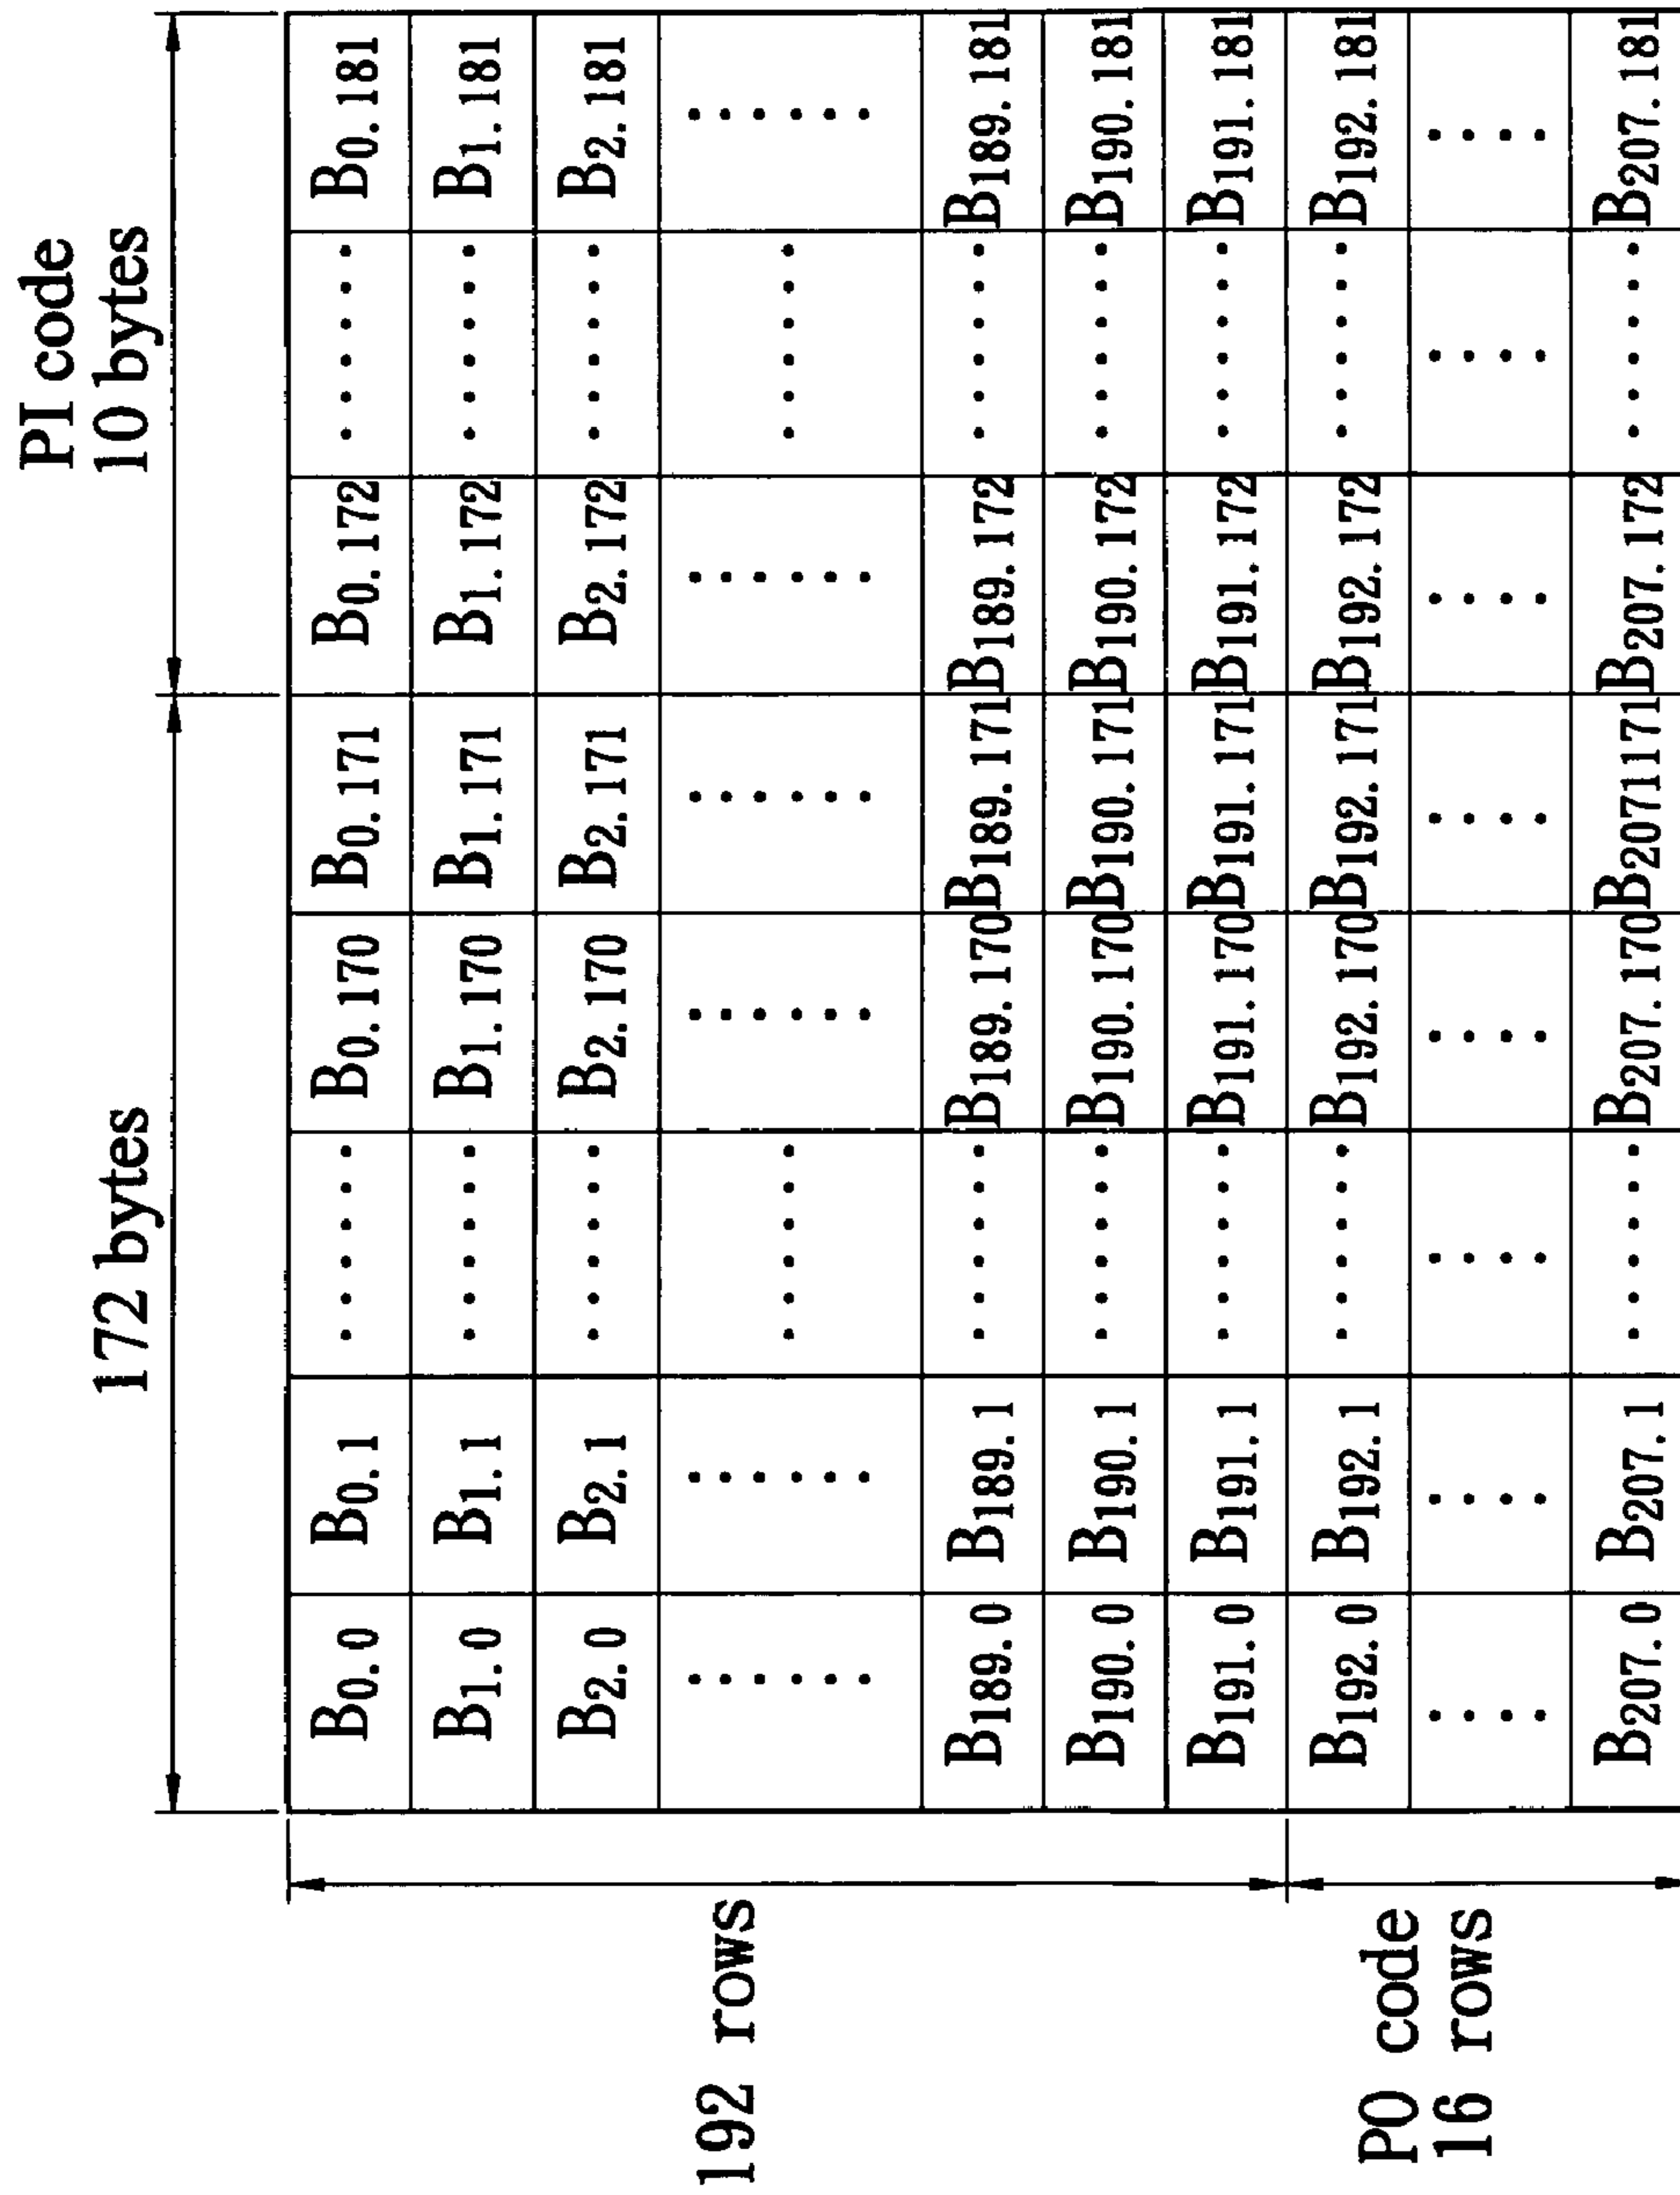 PI code
172 bytes 10 bytes
B0.0 B0.1 ...... B0.170 B0.171 B0.172 ...... B0.181
B1.0 B1.1 ...... B1.170 B1.171 B1.172 ...... B1.181
B2.0 B2.1 ...... B2.170 B2.171 B2.172 ...... B2.181
192 rows ...... ...... ...... ...... ...... ...... ...... ......
B189.0 B189.1 ...... B189.170 B189.171 B189.172 ...... B189.181
B190.0 B190.1 ...... B190.170 B190.171 B190.172 ...... B190.181
B191.0 B191.1 ...... B191.170 B191.171 B191.172 ...... B191.181
B192.0 B192.1 ...... B192.170 B192.171 B192.172 ...... B192.181
PO code
16 rows .... .... .... .... .... .... .... ....
B207.0 B207.1 ...... B207.170 B2071171 B207.172 ...... B207.181